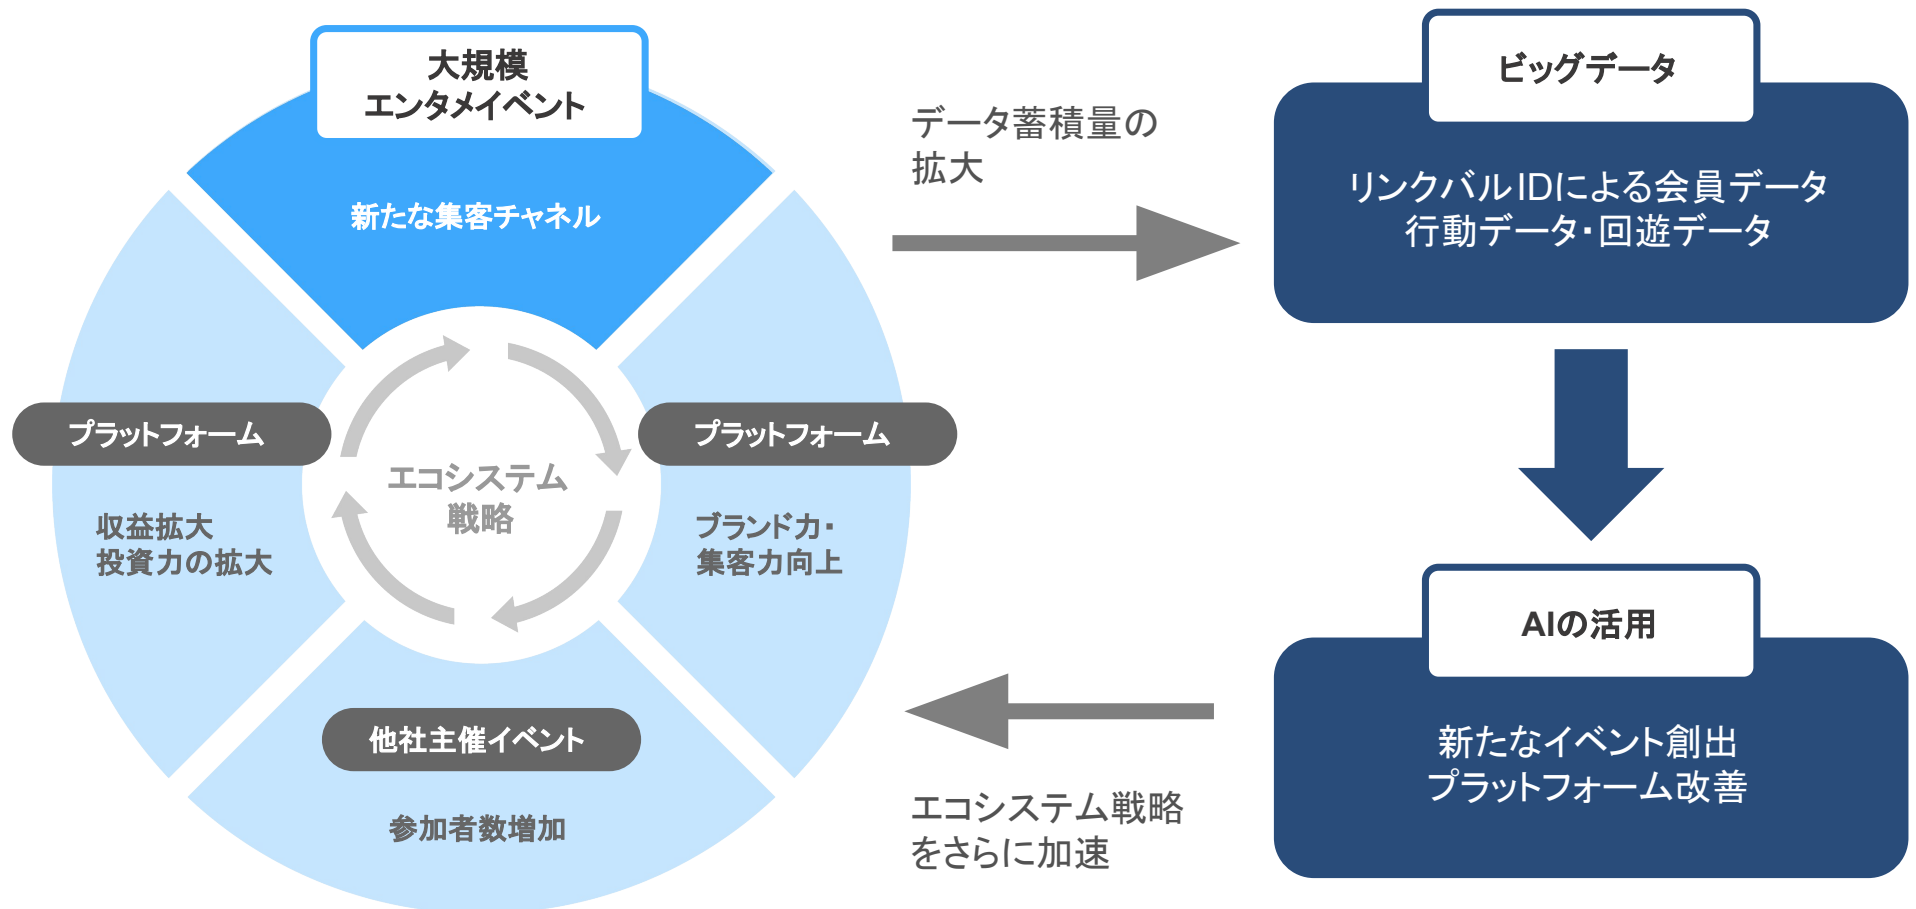 大規模
エンタメイベント
新たな集客チャネル
プラットフォーム
収益拡大
投資力の拡大
エコシステム
戦略
プラットフォーム
ブランド力・
集客力向上
他社主催イベント
参加者数増加
データ蓄積量の
拡大
ビッグデータ
リンクバルIDによる会員データ
行動データ・回遊データ
AIの活用
新たなイベント創出
プラットフォーム改善
エコシステム戦略
をさらに加速